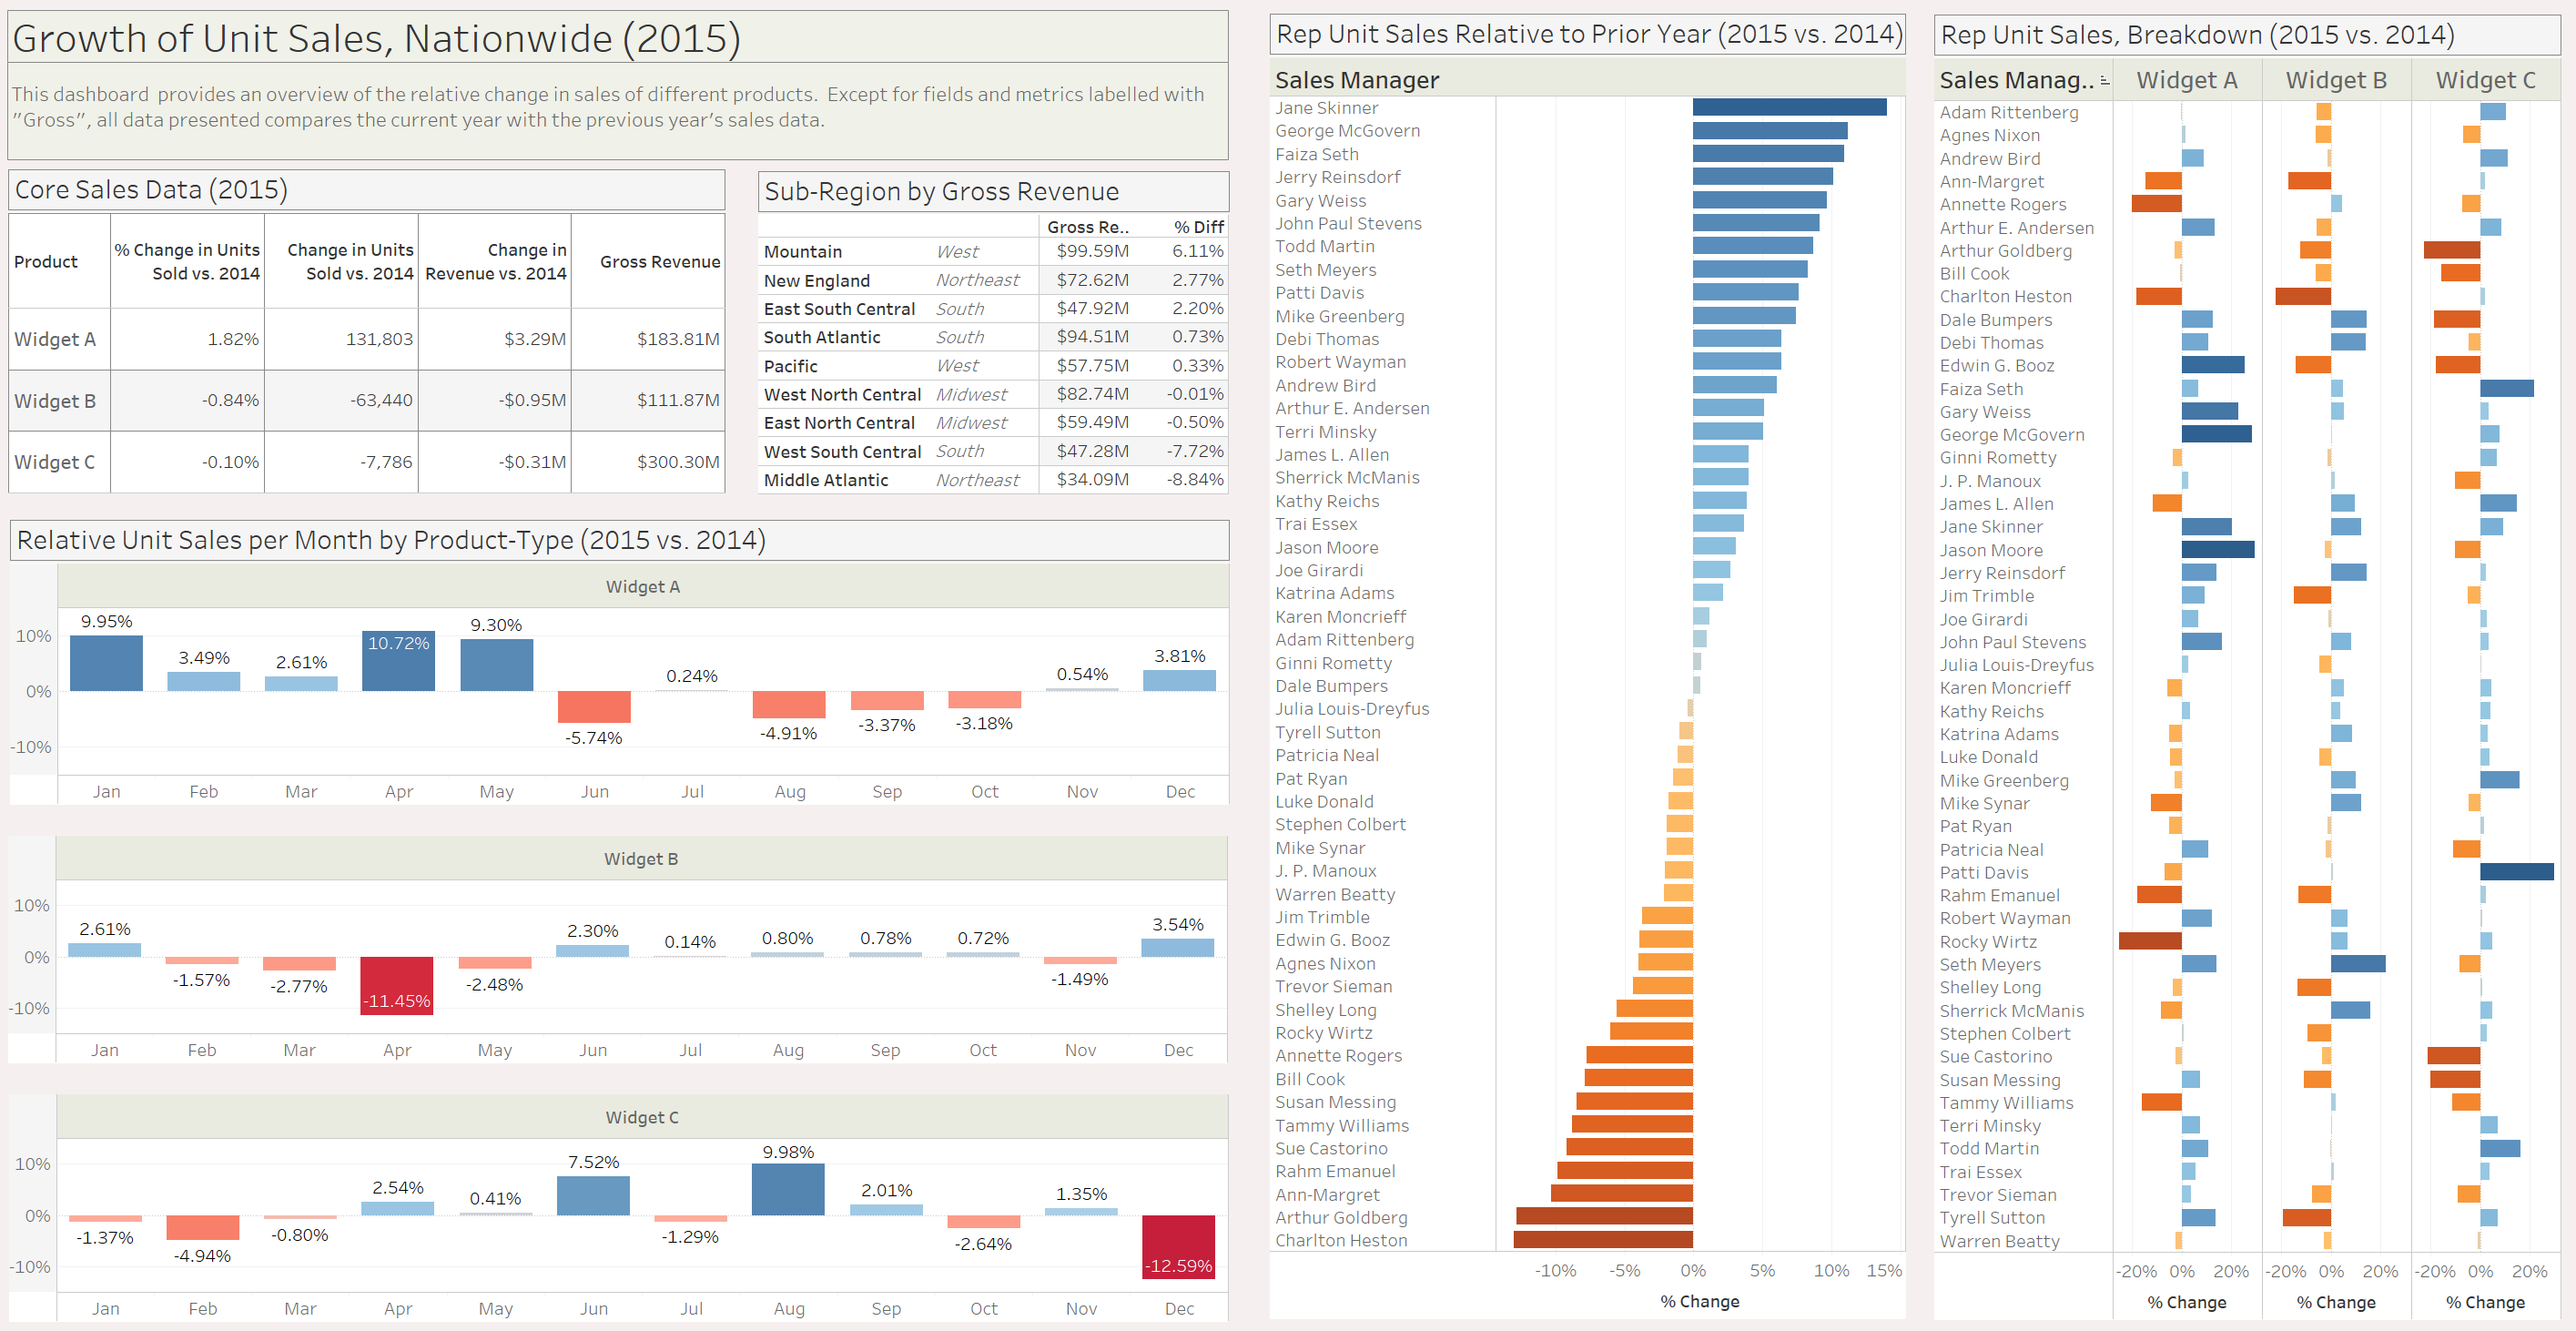 Growth of Unit Sales, Nationwide (2015)
This dashboard  provides an overview of the relative change in sales of different products.  Except for fields and metrics labelled with
"Gross", all data presented compares the current year with the previous year's sales data.
Core Sales Data (2015)
Product % Change in Units Sold vs. 2014 Change in Units Sold vs. 2014 Change in Revenue vs. 2014 Gross Revenue
Widget A 1.82% 131,803 $3.29M $183.81M
Widget B -0.84% -63,440 -$0.95M $111.87M
Widget C -0.10% -7,786 -$0.31M $300.30M
Sub-Region by Gross Revenue
Gross Re.. % Diff
Mountain West $99.59M 6.11%
New England Northeast $72.62M 2.77%
East South Central South $47.92M 2.20%
South Atlantic South $94.51M 0.73%
Pacific West $57.75M 0.33%
West North Central Midwest $82.74M -0.01%
East North Central Midwest $59.49M -0.50%
West South Central South $47.28M -7.72%
Middle Atlantic Northeast $34.09M -8.84%
Relative Unit Sales per Month by Product-Type (2015 vs. 2014)
Widget A
10%
0%
-10%
9.95% 3.49% 2.61% 10.72% 9.30% -5.74% 0.24% -4.91% -3.37% -3.18% 0.54% 3.81%
Jan Feb Mar Apr May Jun Jul Aug Sep Oct Nov Dec
Widget B
10%
0%
-10%
2.61% -1.57% -2.77% -11.45% -2.48% 2.30% 0.14% 0.80% 0.78% 0.72% -1.49% 3.54%
Jan Feb Mar Apr May Jun Jul Aug Sep Oct Nov Dec
Widget C
10%
0%
-10%
-1.37% -4.94% -0.80% 2.54% 0.41% 7.52% -1.29% 9.98% 2.01% -2.64% 1.35% -12.59%
Jan Feb Mar Apr May Jun Jul Aug Sep Oct Nov Dec
Rep Unit Sales Relative to Prior Year (2015 vs. 2014)
Sales Manager
Jane Skinner
George McGovern
Faiza Seth
Jerry Reinsdorf
Gary Weiss
John Paul Stevens
Todd Martin
Seth Meyers
Patti Davis
Mike Greenberg
Debi Thomas
Robert Wayman
Andrew Bird
Arthur E. Andersen
Terri Minsky
James L. Allen
Sherrick McManis
Kathy Reichs
Trai Essex
Jason Moore
Joe Girardi
Katrina Adams
Karen Moncrieff
Adam Rittenberg
Ginni Rometty
Dale Bumpers
Julia Louis-Dreyfus
Tyrell Sutton
Patricia Neal
Pat Ryan
Luke Donald
Stephen Colbert
Mike Synar
J. P. Manoux
Warren Beatty
Jim Trimble
Edwin G. Booz
Agnes Nixon
Trevor Sieman
Shelley Long
Rocky Wirtz
Annette Rogers
Bill Cook
Susan Messing
Tammy Williams
Sue Castorino
Rahm Emanuel
Ann-Margret
Arthur Goldberg
Charlton Heston
-10% -5% 0% 5% 10% 15%
% Change
Rep Unit Sales, Breakdown (2015 vs. 2014)
Sales Manag.. Widget A Widget B Widget C
Adam Rittenberg
Agnes Nixon
Andrew Bird
Ann-Margret
Annette Rogers
Arthur E. Andersen
Arthur Goldberg
Bill Cook
Charlton Heston
Dale Bumpers
Debi Thomas
Edwin G. Booz
Faiza Seth
Gary Weiss
George McGovern
Ginni Rometty
J. P. Manoux
James L. Allen
Jane Skinner
Jason Moore
Jerry Reinsdorf
Jim Trimble
Joe Girardi
John Paul Stevens
Julia Louis-Dreyfus
Karen Moncrieff
Kathy Reichs
Katrina Adams
Luke Donald
Mike Greenberg
Mike Synar
Pat Ryan
Patricia Neal
Patti Davis
Rahm Emanuel
Robert Wayman
Rocky Wirtz
Seth Meyers
Shelley Long
Sherrick McManis
Stephen Colbert
Sue Castorino
Susan Messing
Tammy Williams
Terri Minsky
Todd Martin
Trai Essex
Trevor Sieman
Tyrell Sutton
Warren Beatty
-20% 0% 20% -20% 0% 20% -20% 0% 20%
% Change % Change % Change